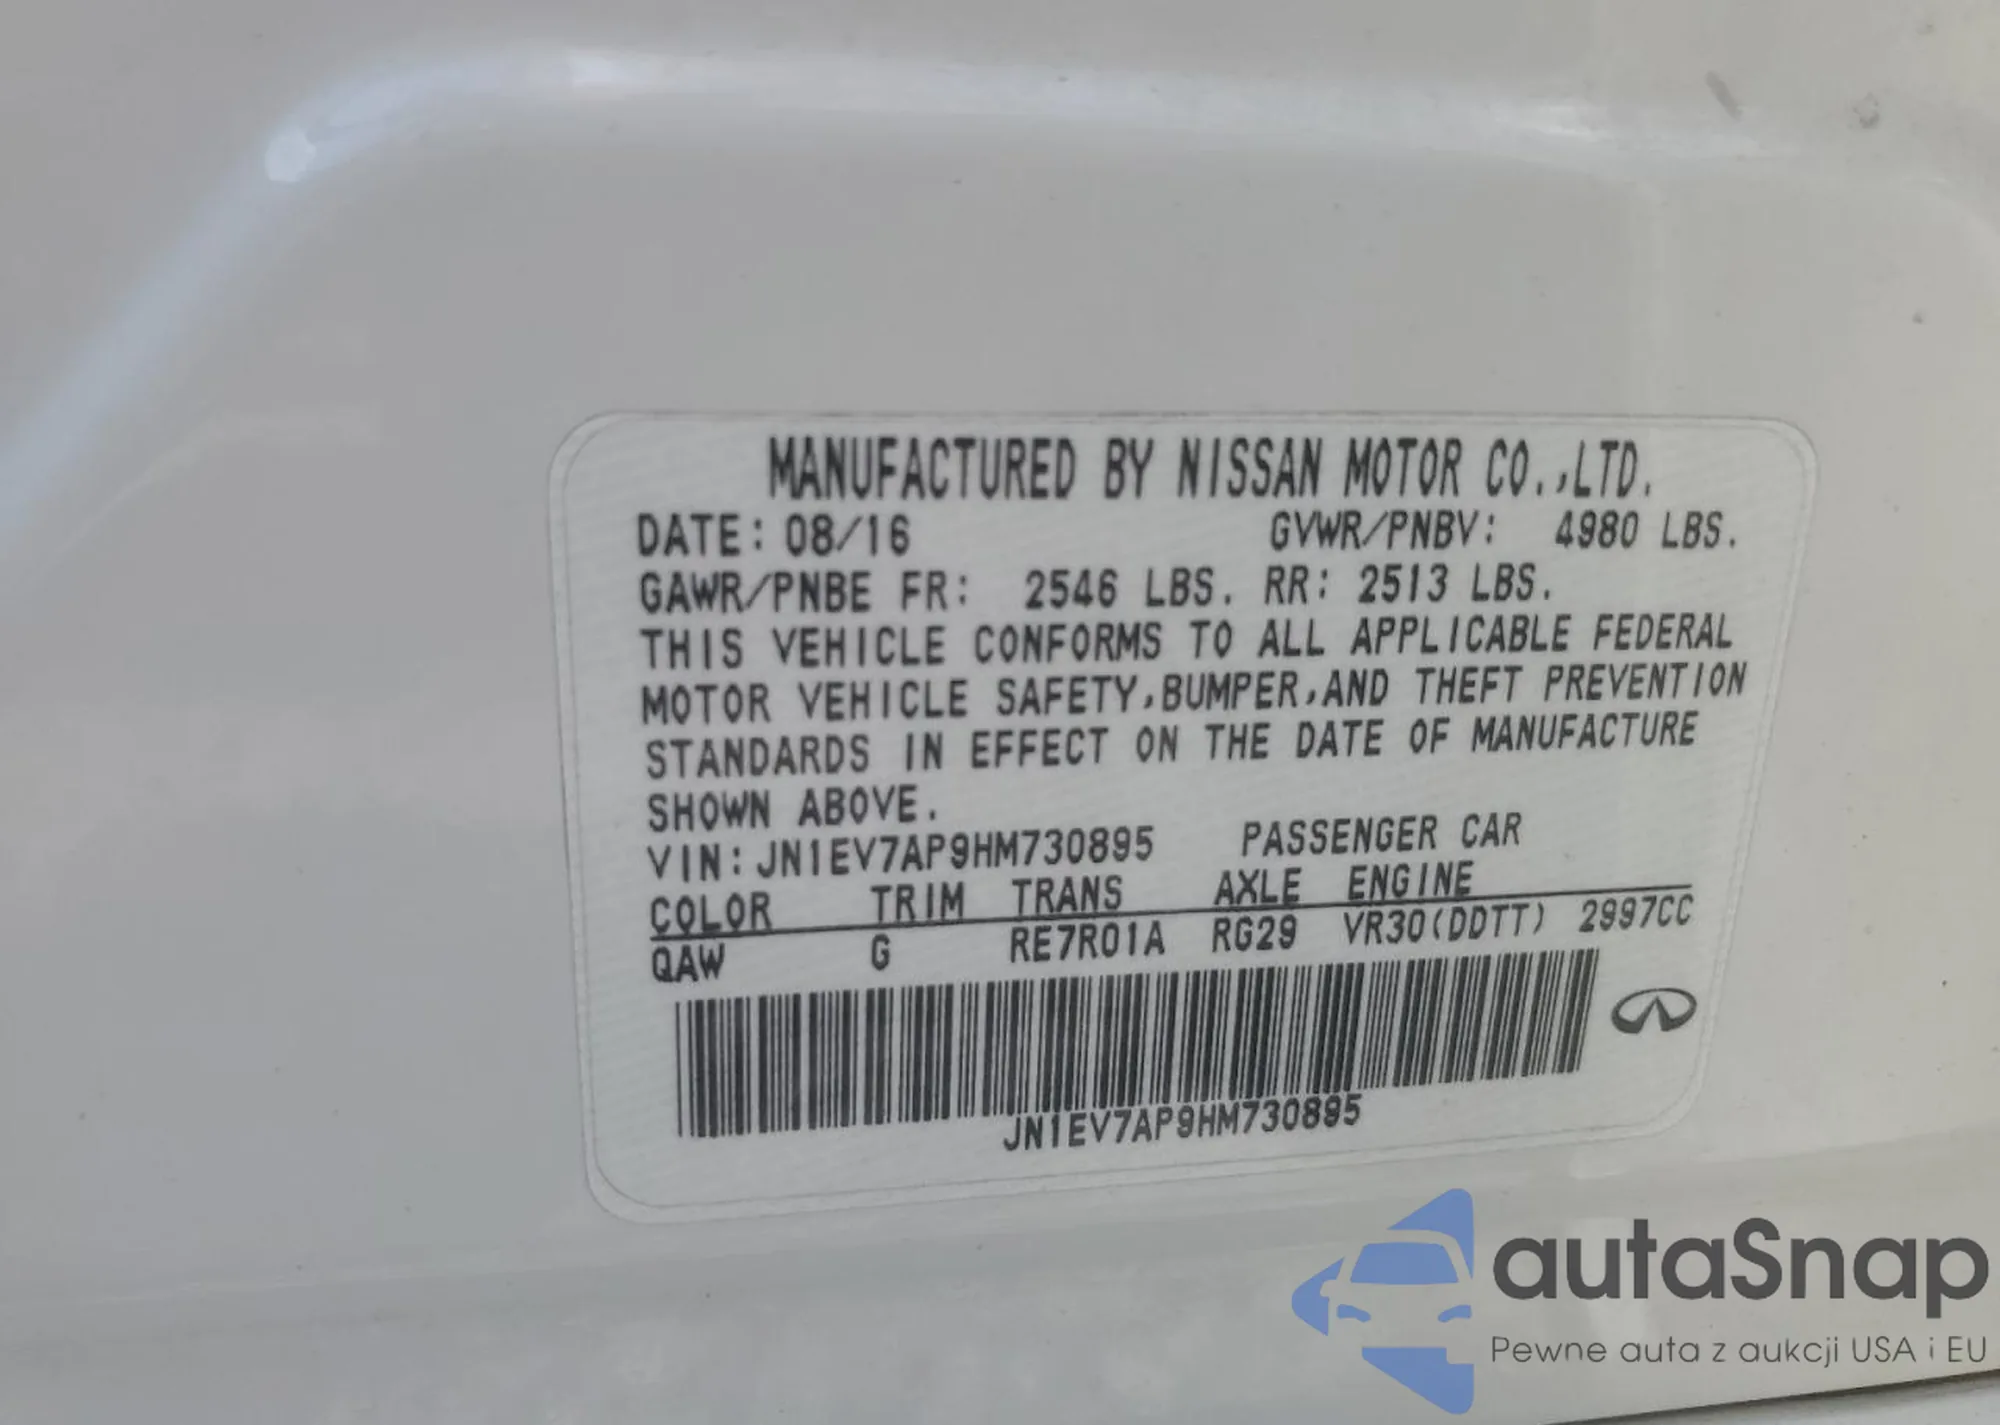 MANUFACTURED BY NISSAN MOTOR CO.,LTD.
DATE: 08/16 GVWR/PNBV: 4980 LBS.
GAWR/PNBE FR: 2546 LBS. RR: 2513 LBS.
THIS VEHICLE CONFORMS TO ALL APPLICABLE FEDERAL
MOTOR VEHICLE SAFETY,BUMPER,AND THEFT PREVENTION
STANDARDS IN EFFECT ON THE DATE OF MANUFACTURE
SHOWN ABOVE.
VIN: JN1EV7AP9HM730895 PASSENGER CAR
COLOR TRIM TRANS AXLE ENGINE
QAW G RE7R01A RG29 VR30(DDTT) 2997CC
JN1EV7AP9HM730895
autaSnap
Pewne auta z aukcji USA i EU